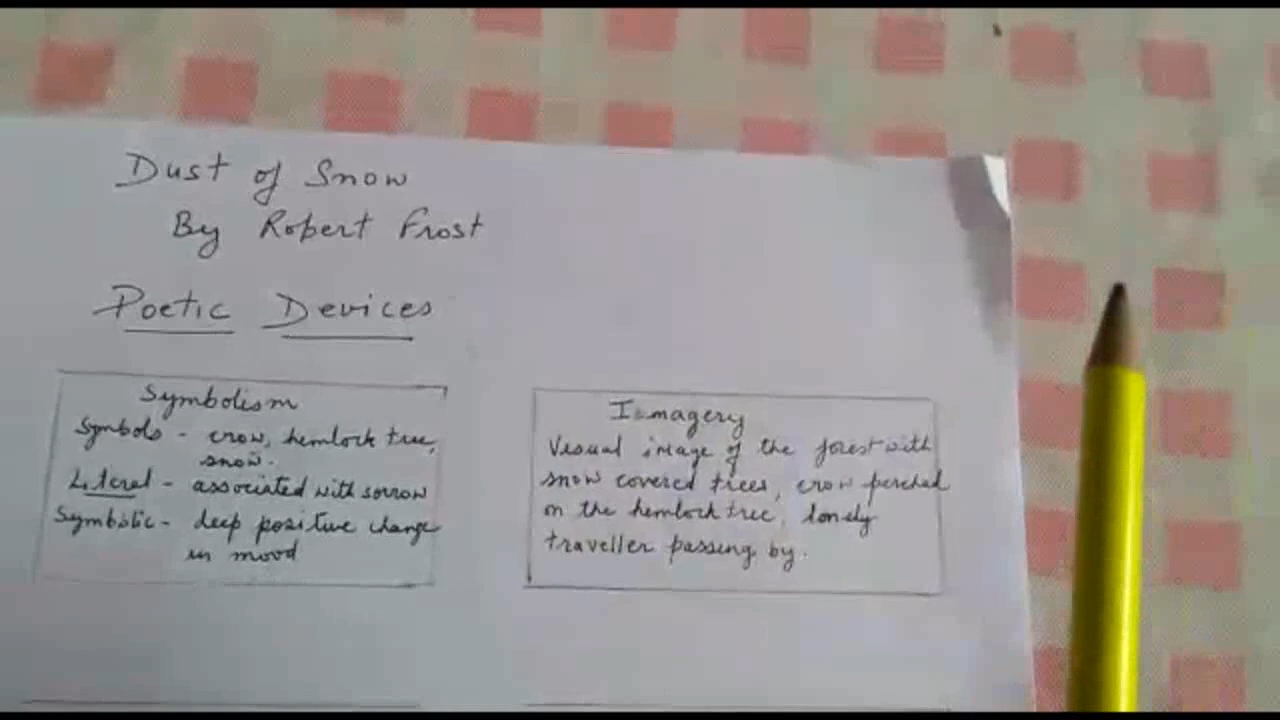 Dust of Snow
By Robert Frost
Poetic Devices
Symbolism
Symbols - crow, hemlock tree,
snow.
Literal - associated with sorrow
Symbolic - deep positive change
in mood
Imagery
Visual image of the forest with
snow covered trees, crow perched
on the hemlock tree, lonely
traveller passing by.